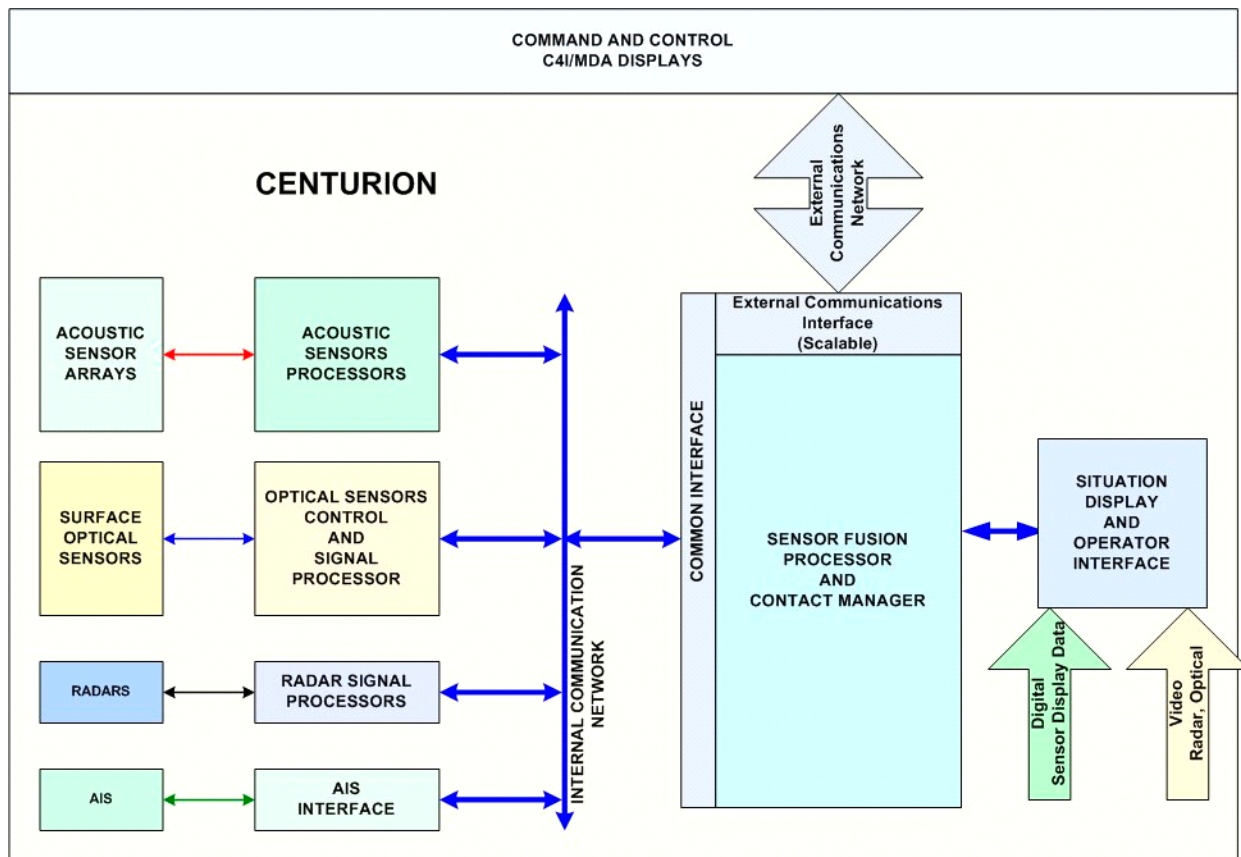 COMMAND AND CONTROL
C4I/MDA DISPLAYS
CENTURION
External
Communications
Network
ACOUSTIC
SENSOR
ARRAYS
ACOUSTIC
SENSORS
PROCESSORS
External Communications
Interface
(Scalable)
SURFACE
OPTICAL
SENSORS
OPTICAL SENSORS
CONTROL
AND
SIGNAL
PROCESSOR
COMMON INTERFACE
SENSOR FUSION
PROCESSOR
AND
CONTACT MANAGER
SITUATION
DISPLAY
AND
OPERATOR
INTERFACE
RADARS
RADAR SIGNAL
PROCESSORS
INTERNAL COMMUNICATION
NETWORK
Digital
Sensor Display Data
Video
Radar, Optical
AIS
AIS
INTERFACE